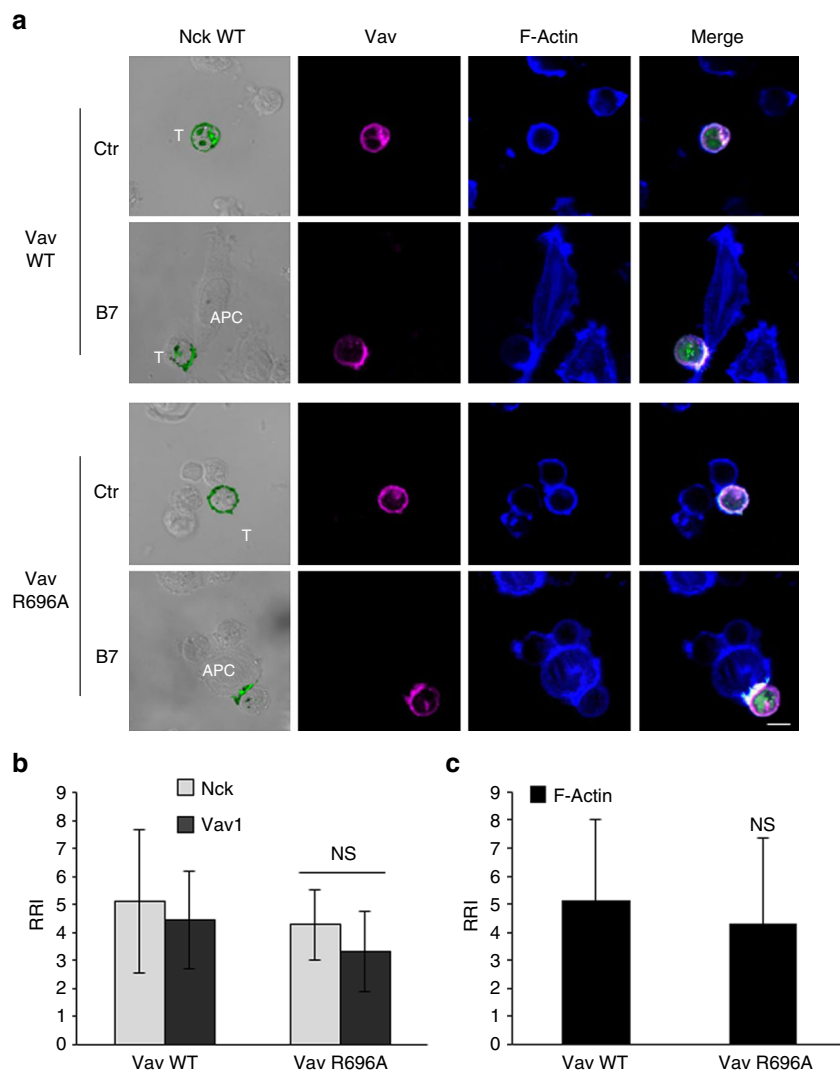 a
Nck WT Vav F-Actin Merge
Vav
WT
Ctr
T
B7
APC
T
Vav
R696A
Ctr
T
B7
APC
b
Nck
Vav1
NS
RRI
9
8
7
6
5
4
3
2
1
0
Vav WT Vav R696A
c
F-Actin
NS
RRI
9
8
7
6
5
4
3
2
1
0
Vav WT Vav R696A